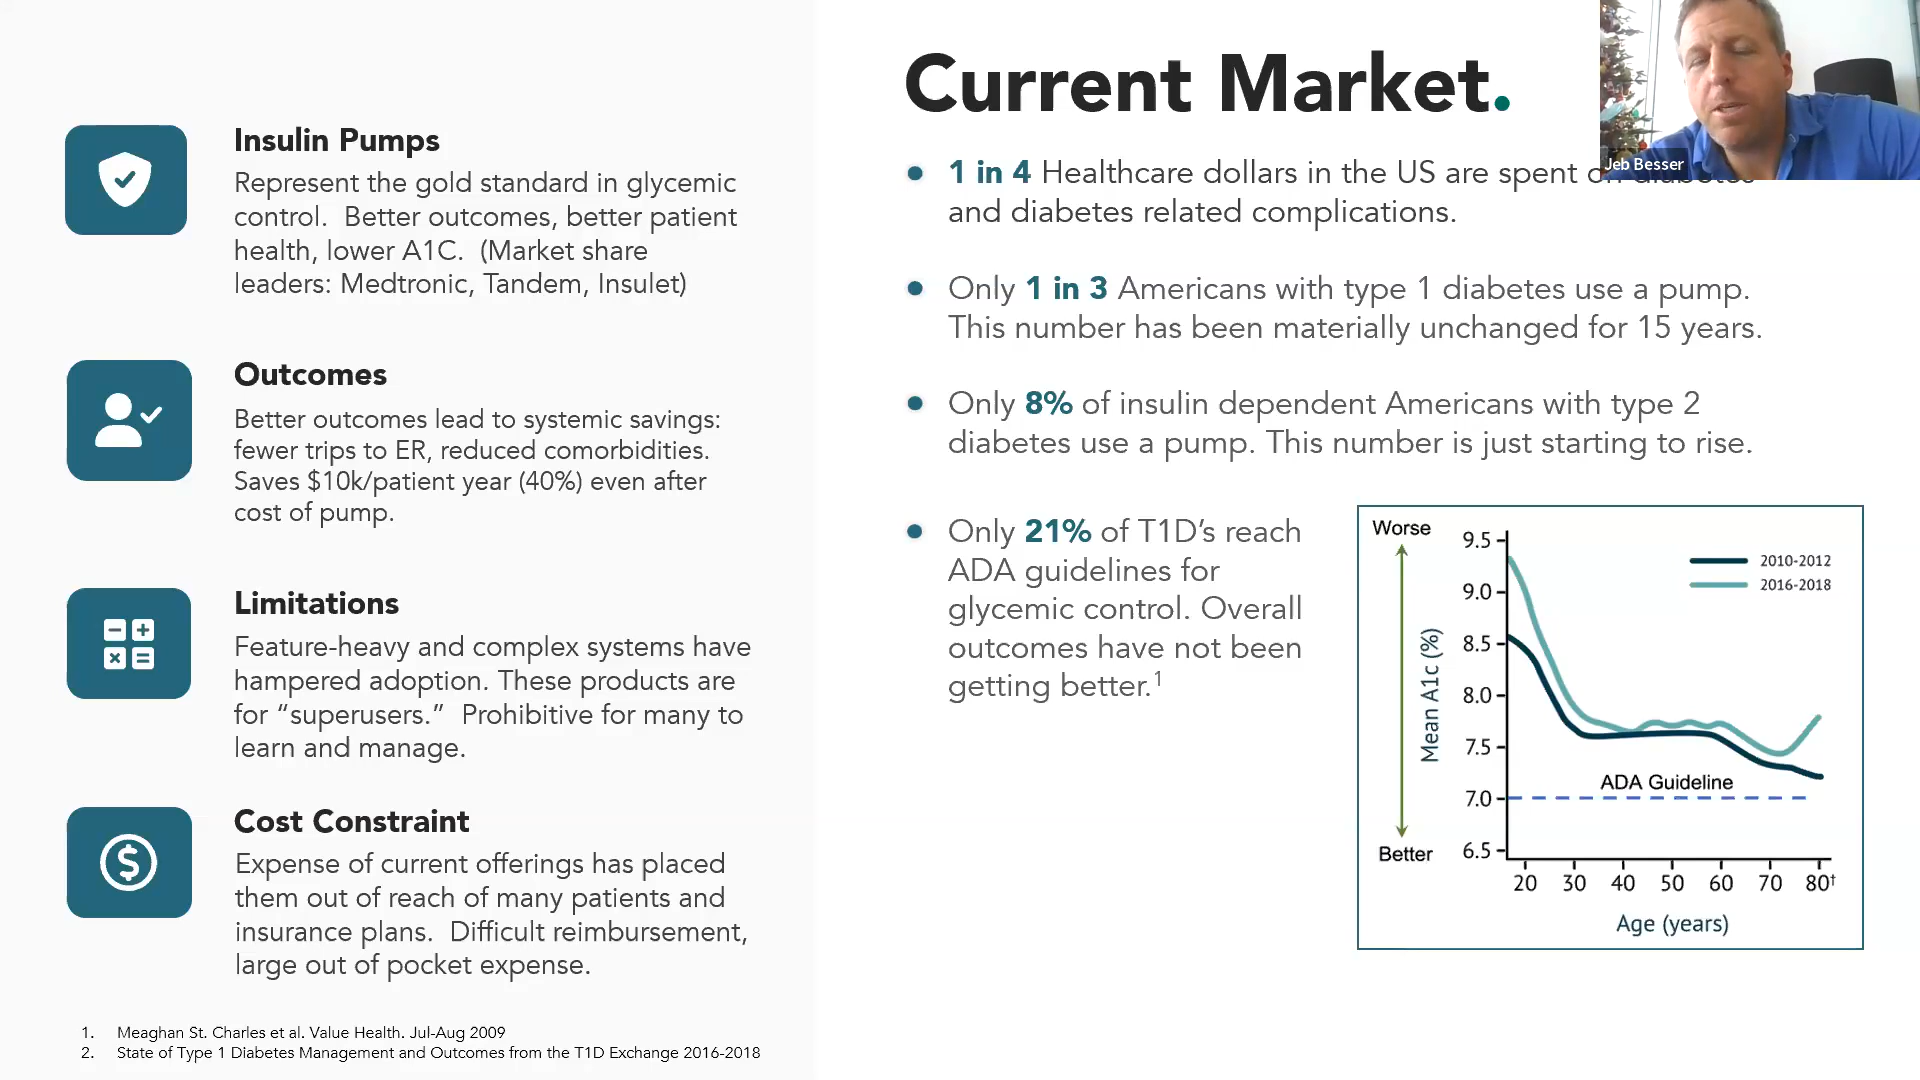 Current Market.
Jeb Besser
Insulin Pumps
Represent the gold standard in glycemic
control.  Better outcomes, better patient
health, lower A1C.  (Market share
leaders: Medtronic, Tandem, Insulet)
Outcomes
Better outcomes lead to systemic savings:
fewer trips to ER, reduced comorbidities.
Saves $10k/patient year (40%) even after
cost of pump.
Limitations
Feature-heavy and complex systems have
hampered adoption. These products are
for “superusers.”  Prohibitive for many to
learn and manage.
Cost Constraint
Expense of current offerings has placed
them out of reach of many patients and
insurance plans.  Difficult reimbursement,
large out of pocket expense.
1. Meaghan St. Charles et al. Value Health. Jul-Aug 2009
2. State of Type 1 Diabetes Management and Outcomes from the T1D Exchange 2016-2018
• 1 in 4 Healthcare dollars in the US are spent on diabetes
and diabetes related complications.
• Only 1 in 3 Americans with type 1 diabetes use a pump.
This number has been materially unchanged for 15 years.
• Only 8% of insulin dependent Americans with type 2
diabetes use a pump. This number is just starting to rise.
• Only 21% of T1D’s reach
ADA guidelines for
glycemic control. Overall
outcomes have not been
getting better.1
Worse
Better
Mean A1c (%)
9.5
9.0
8.5
8.0
7.5
7.0
6.5
2010-2012
2016-2018
ADA Guideline
20 30 40 50 60 70 80†
Age (years)